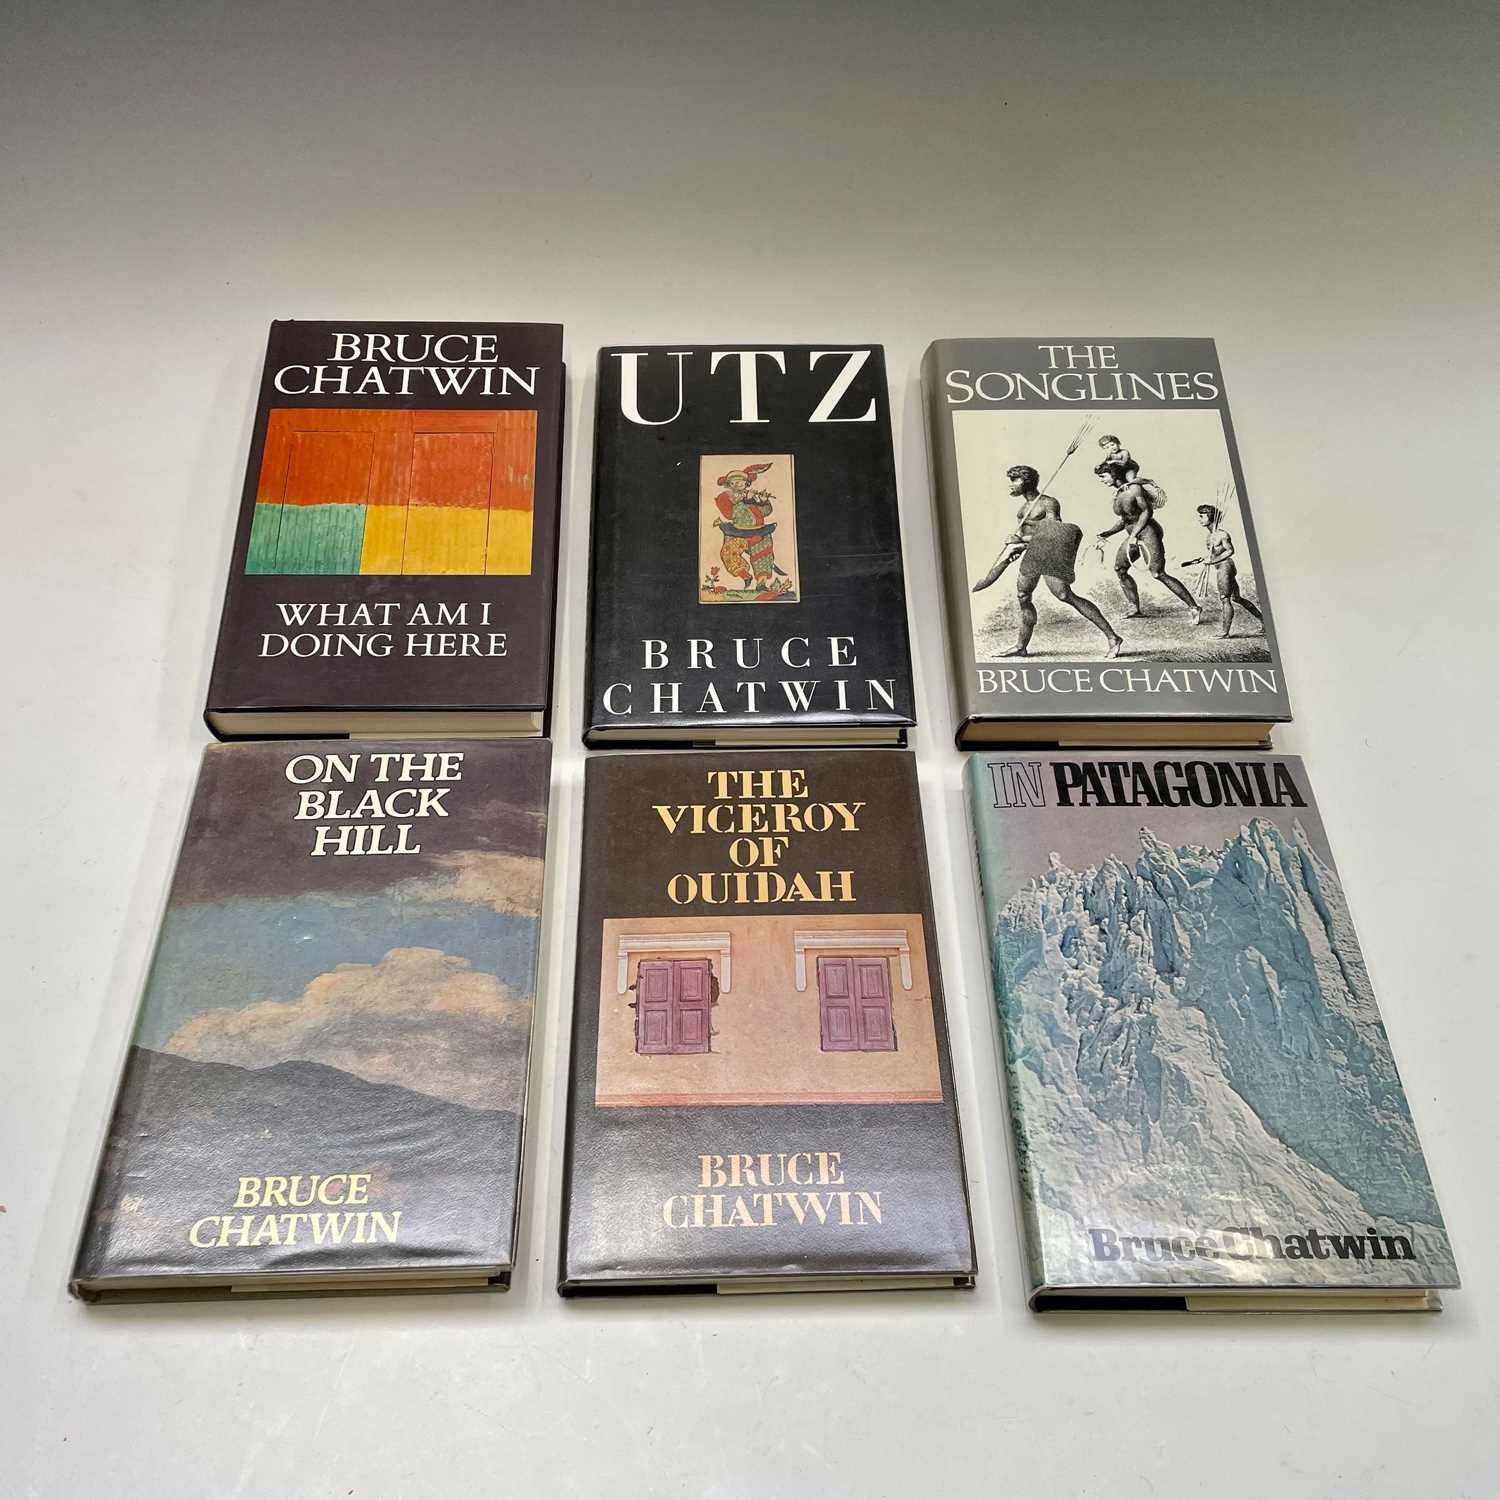 BRUCE
CHATWIN
WHAT AM I
DOING HERE
UTZ
BRUCE
CHATWIN
THE
SONGLINES
BRUCE CHATWIN
ON THE
BLACK
HILL
BRUCE
CHATWIN
THE
VICEROY
OF
OUIDAH
BRUCE
CHATWIN
IN PATAGONIA
Bruce Chatwin